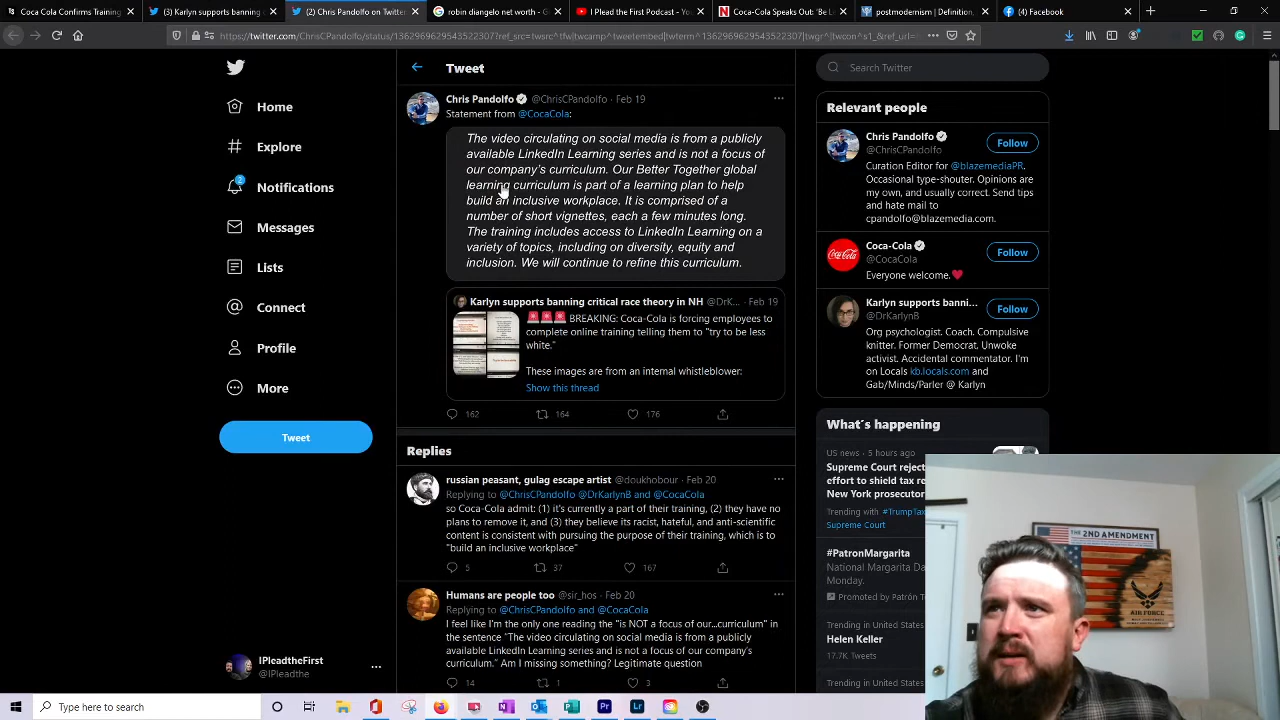 Coca Cola Confirms Training
(3) Karlyn supports banning
(2) Chris Pandolfo on Twitter
robin diangelo net worth - G
I Plead the First Podcast - You
Coca-Cola Speaks Out: 'Be L
postmodernism | Definition,
(4) Facebook
https://twitter.com/ChrisCPandolfo/status/1362969629543522307?ref_src=twsrc^tfw|twcamp^tweetembed|twterm^1362969629543522307|twgr^|twcon^s1_&ref_url=
Home
Explore
2
Notifications
Messages
Lists
Connect
Profile
More
Tweet
IPleadtheFirst
@IPleadthe
Tweet
Chris Pandolfo @ChrisCPandolfo · Feb 19
Statement from @CocaCola:
The video circulating on social media is from a publicly
available LinkedIn Learning series and is not a focus of
our company's curriculum. Our Better Together global
learning curriculum is part of a learning plan to help
build an inclusive workplace. It is comprised of a
number of short vignettes, each a few minutes long.
The training includes access to LinkedIn Learning on a
variety of topics, including on diversity, equity and
inclusion. We will continue to refine this curriculum.
Karlyn supports banning critical race theory in NH @DrK... · Feb 19
BREAKING: Coca-Cola is forcing employees to
complete online training telling them to "try to be less
white."
These images are from an internal whistleblower:
Show this thread
162 164 176
Replies
russian peasant, gulag escape artist @doukhobour · Feb 20
Replying to @ChrisCPandolfo @DrKarlynB and @CocaCola
so Coca-Cola admit: (1) it's currently a part of their training, (2) they have no
plans to remove it, and (3) they believe its racist, hateful, and anti-scientific
content is consistent with pursuing the purpose of their training, which is to
"build an inclusive workplace"
5 37 167
Humans are people too @sir_hos · Feb 20
Replying to @ChrisCPandolfo and @CocaCola
I feel like I'm the only one reading the "is NOT a focus of our...curriculum" in
the sentence "The video circulating on social media is from a publicly
available LinkedIn Learning series and is not a focus of our company's
curriculum." Am I missing something? Legitimate question
14 1 3
Search Twitter
Relevant people
Chris Pandolfo
@ChrisCPandolfo
Follow
Curation Editor for @blazemediaPR.
Occasional type-shouter. Opinions are
my own, and usually correct. Send tips
and hate mail to
cpandolfo@blazemedia.com.
Coca-Cola
@CocaCola
Follow
Everyone welcome.
Karlyn supports banni...
@DrKarlynB
Follow
Org psychologist. Coach. Compulsive
knitter. Former Democrat. Unwoke
activist. Accidental commentator. I'm
on Locals kb.locals.com and
Gab/Minds/Parler @ Karlyn
What's happening
US news · 5 hours ago
Supreme Court reject
effort to shield tax re
New York prosecutor
Trending with #TrumpTax
Supreme Court
#PatronMargarita
National Margarita Da
Monday.
Promoted by Patrón T
Trending in United States
Helen Keller
17.7K Tweets
Trending in United States
THE 2ND AMENDMENT
AIR FORCE
Type here to search